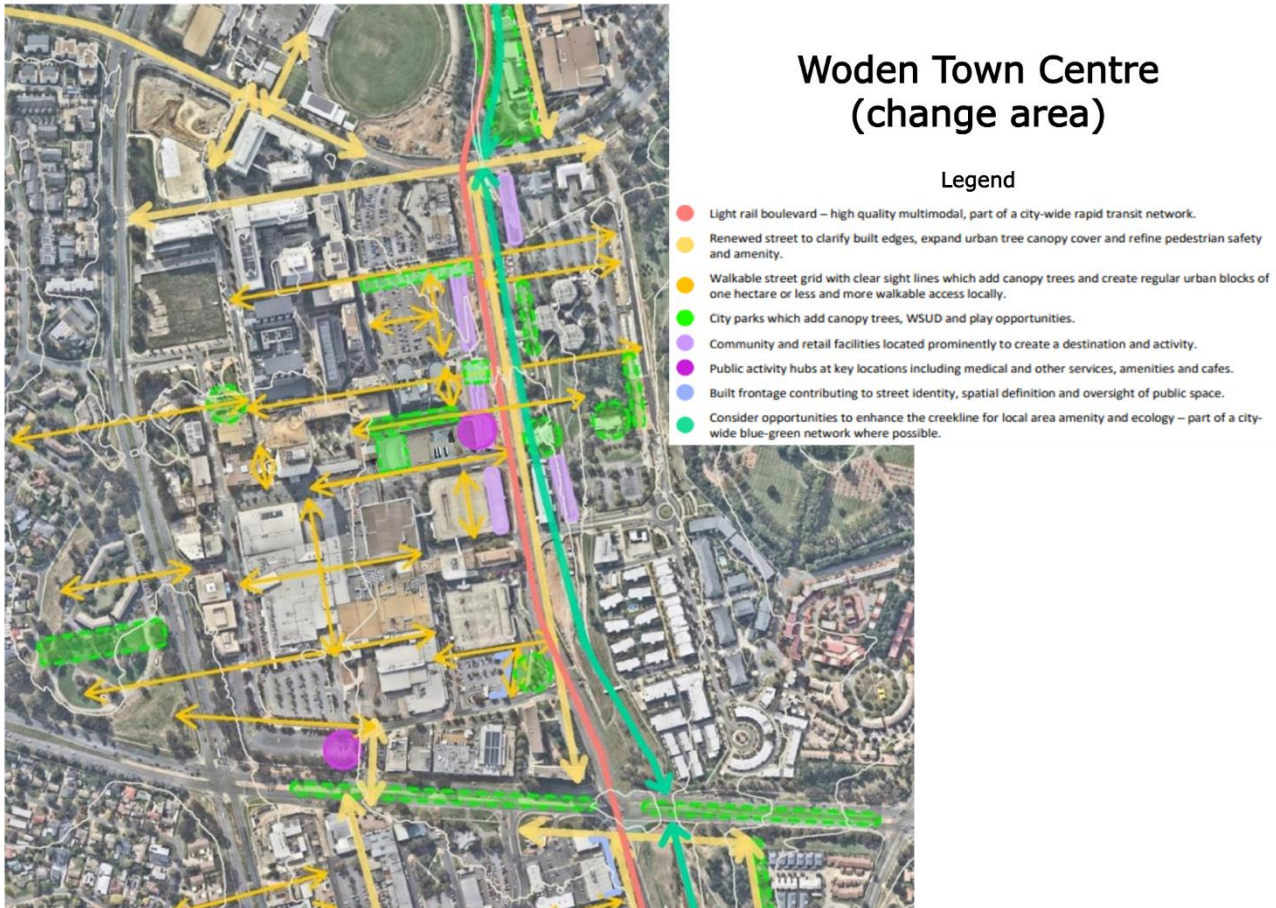 Woden Town Centre
(change area)
Legend
Light rail boulevard – high quality multimodal, part of a city-wide rapid transit network.
Renewed street to clarify built edges, expand urban tree canopy cover and refine pedestrian safety
and amenity.
Walkable street grid with clear sight lines which add canopy trees and create regular urban blocks of
one hectare or less and more walkable access locally.
City parks which add canopy trees, WSUD and play opportunities.
Community and retail facilities located prominently to create a destination and activity.
Public activity hubs at key locations including medical and other services, amenities and cafes.
Built frontage contributing to street identity, spatial definition and oversight of public space.
Consider opportunities to enhance the creekline for local area amenity and ecology – part of a city-
wide blue-green network where possible.